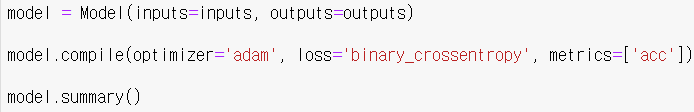 model = Model(inputs=inputs, outputs=outputs)
model.compile(optimizer='adam', loss='binary_crossentropy', metrics=['acc'])
model.summary()